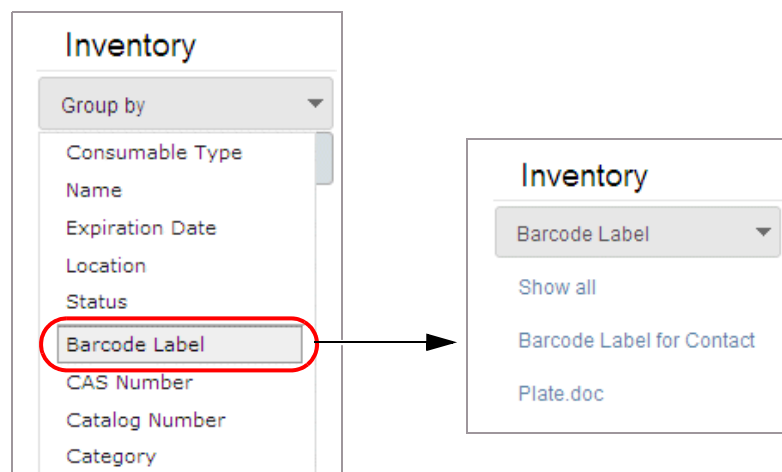 Inventory
Group by
Consumable Type
Name
Expiration Date
Location
Status
Barcode Label
CAS Number
Catalog Number
Category
Inventory
Barcode Label
Show all
Barcode Label for Contact
Plate.doc